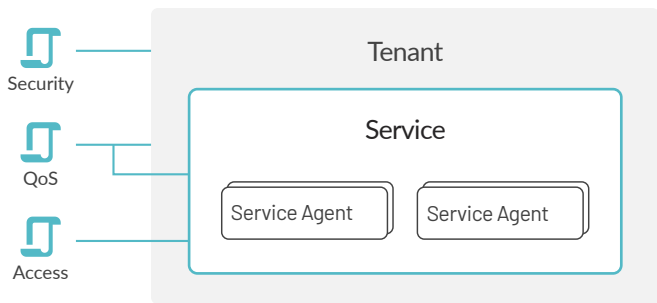 Tenant
Security
Service
QoS
Service Agent
Service Agent
Access